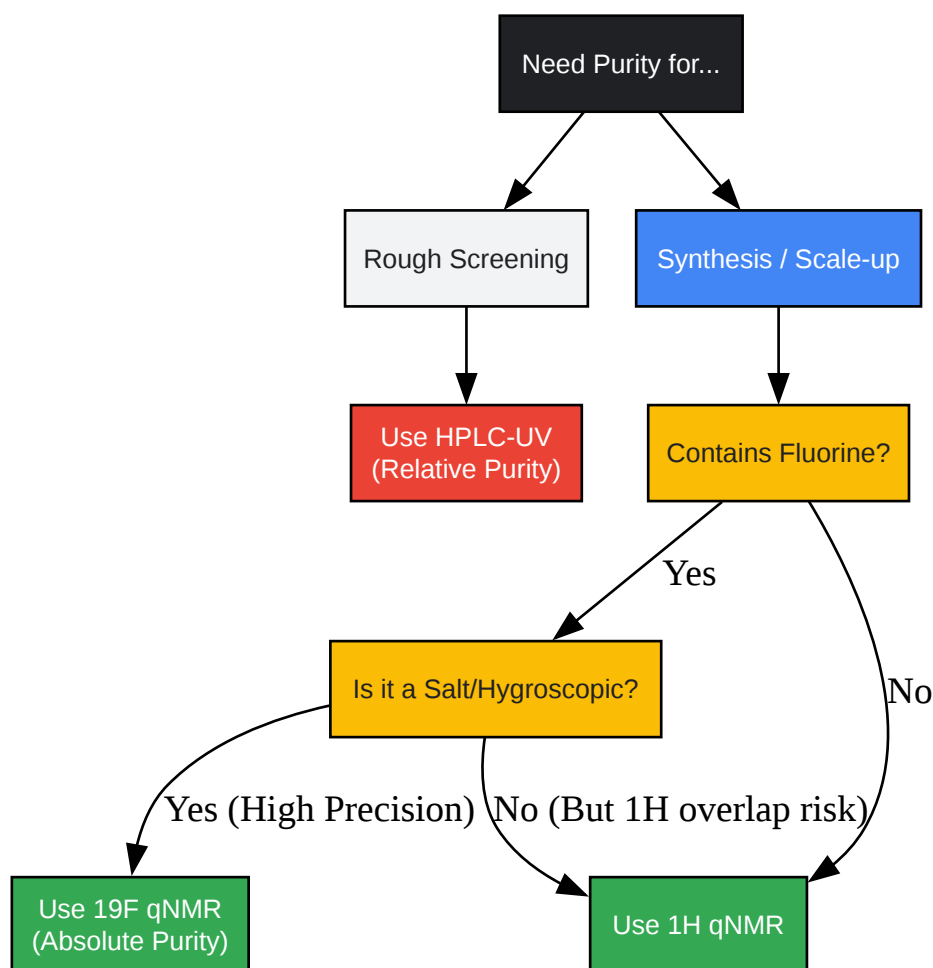 Need Purity for...
Rough Screening
Synthesis / Scale-up
Use HPLC-UV
(Relative Purity)
Contains Fluorine?
Yes
Is it a Salt/Hygroscopic?
No
Yes (High Precision)
No (But 1H overlap risk)
Use 19F qNMR
(Absolute Purity)
Use 1H qNMR